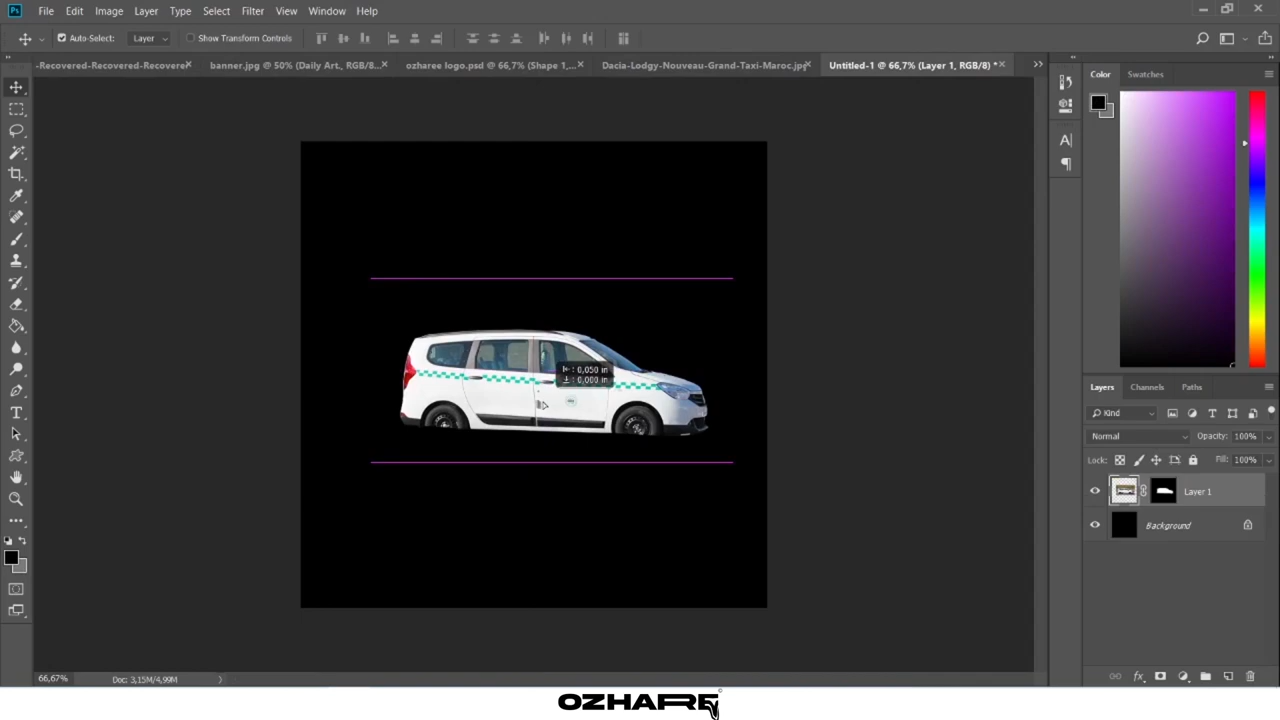 Ps File Edit Image Layer Type Select Filter View Window Help
Auto-Select: Layer Show Transform Controls
-Recovered-Recovered-Recovere banner.jpg @ 50% (Daily Art., RGB/8... ozharee logo.psd @ 66,7% (Shape 1,... Dacia-Lodgy-Nouveau-Grand-Taxi-Maroc.jpg Untitled-1 @ 66,7% (Layer 1, RGB/8) *
Color Swatches
: 0,050 in
: 0,000 in
Layers Channels Paths
Kind
Normal Opacity: 100%
Lock: Fill: 100%
Layer 1
Background
66,67% Doc: 3,15M/4,99M
OZHARE